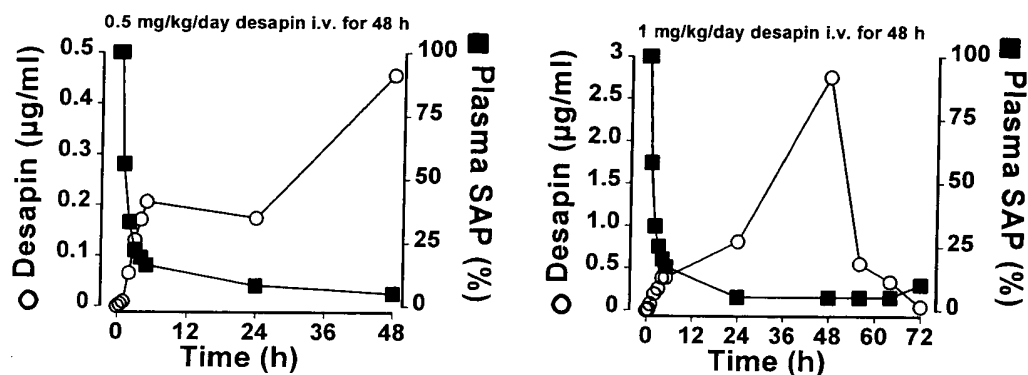 0.5 mg/kg/day desapin i.v. for 48 h
Desapin (µg/ml)
0.5
0.4
0.3
0.2
0.1
0
100
75
50
25
0
Plasma SAP (%)
0 12 24 36 48
Time (h)
1 mg/kg/day desapin i.v. for 48 h
Desapin (µg/ml)
3
2.5
2.0
1.5
1.0
0.5
0
100
75
50
25
0
Plasma SAP (%)
0 12 24 36 48 60 72
Time (h)